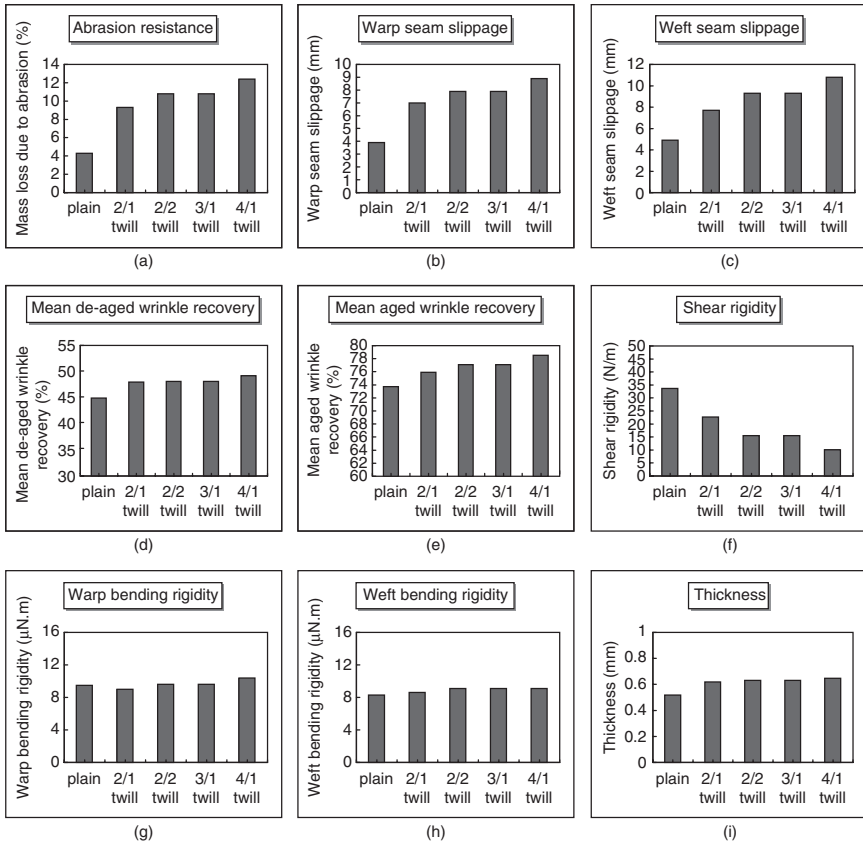 Abrasion resistance
Mass loss due to abrasion (%)
14
12
10
8
6
4
2
0
plain 2/1 2/2 3/1 4/1
twill twill twill twill
(a)
Warp seam slippage
Warp seam slippage (mm)
10
9
8
7
6
5
4
3
2
1
0
plain 2/1 2/2 3/1 4/1
twill twill twill twill
(b)
Weft seam slippage
Weft seam slippage (mm)
12
10
8
6
4
2
0
plain 2/1 2/2 3/1 4/1
twill twill twill twill
(c)
Mean de-aged wrinkle recovery
Mean de-aged wrinkle
recovery (%)
55
50
45
40
35
30
plain 2/1 2/2 3/1 4/1
twill twill twill twill
(d)
Mean aged wrinkle recovery
Mean aged wrinkle
recovery (%)
80
78
76
74
72
70
68
66
64
62
60
plain 2/1 2/2 3/1 4/1
twill twill twill twill
(e)
Shear rigidity
Shear rigidity (N/m)
50
45
40
35
30
25
20
15
10
5
0
plain 2/1 2/2 3/1 4/1
twill twill twill twill
(f)
Warp bending rigidity
Warp bending rigidity (μN.m)
16
12
8
4
0
plain 2/1 2/2 3/1 4/1
twill twill twill twill
(g)
Weft bending rigidity
Weft bending rigidity (μN.m)
16
12
8
4
0
plain 2/1 2/2 3/1 4/1
twill twill twill twill
(h)
Thickness
Thickness (mm)
1
0.8
0.6
0.4
0.2
0
plain 2/1 2/2 3/1 4/1
twill twill twill twill
(i)